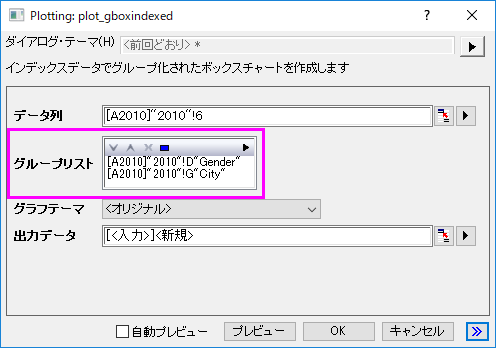 Plotting: plot_gboxindexed
ダイアログ・テーマ(H) <前回どおり> *
インデックスデータでグループ化されたボックスチャートを作成します
データ列 [A2010]"2010"!6
グループリスト
[A2010]"2010"!D"Gender"
[A2010]"2010"!G"City"
グラフテーマ <オリジナル>
出力データ [<入力>]<新規>
自動プレビュー プレビュー OK キャンセル